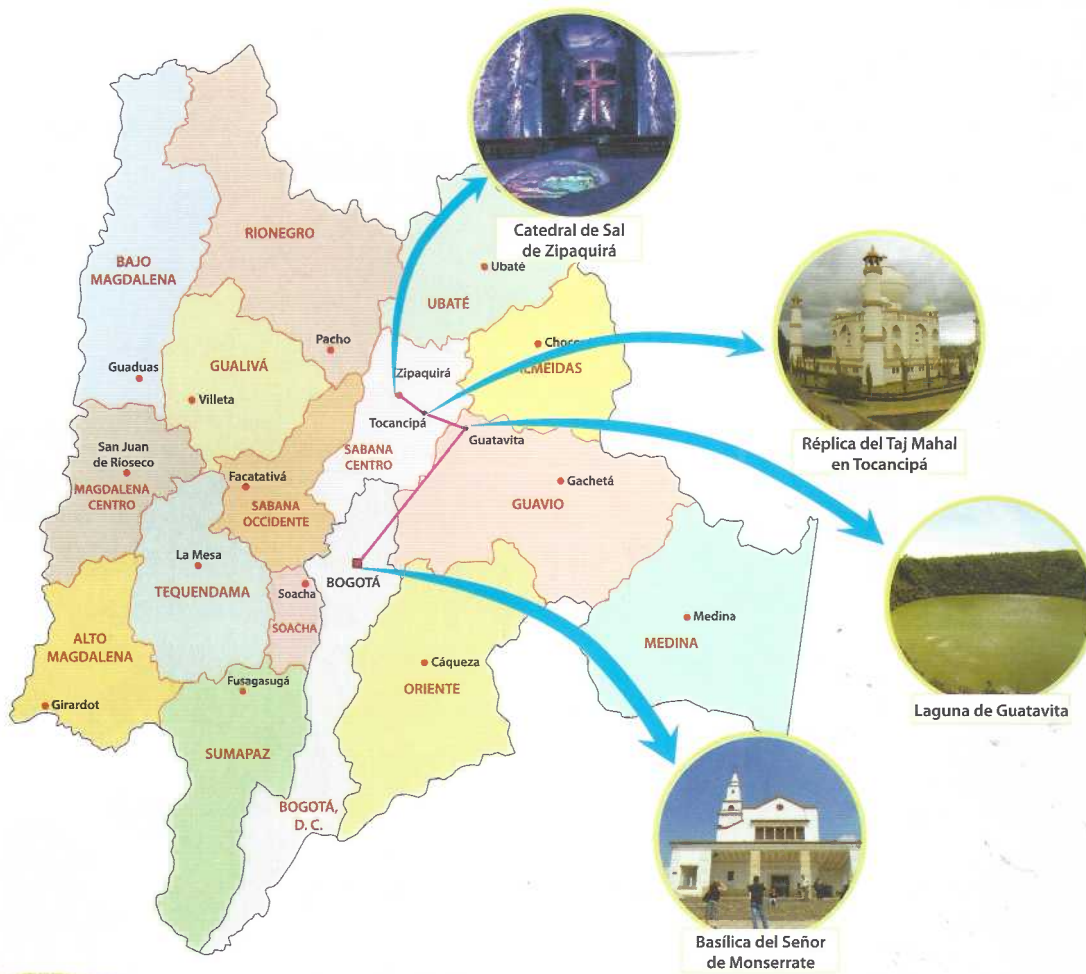 Catedral de Sal
de Zipaquirá
RIONEGRO
BAJO
MAGDALENA
Ubaté
UBATÉ
Pacho
Choco
LMEIDAS
GUALIVÁ
Zipaquirá
Guaduas
Villeta
Tocancipá
Guatavita
Réplica del Taj Mahal
en Tocancipá
San Juan
de Ríoseco
MAGDALENA
CENTRO
SABANA
CENTRO
Facatativá
SABANA
OCCIDENTE
Gachetá
GUAVIO
La Mesa
TEQUENDAMA
BOGOTÁ
Soacha
SOACHA
Medina
MEDINA
ALTO
MAGDALENA
Cáqueza
ORIENTE
Girardot
Fusagasugá
SUMAPAZ
Laguna de Guatavita
BOGOTÁ,
D. C.
Basílica del Señor
de Monserrate